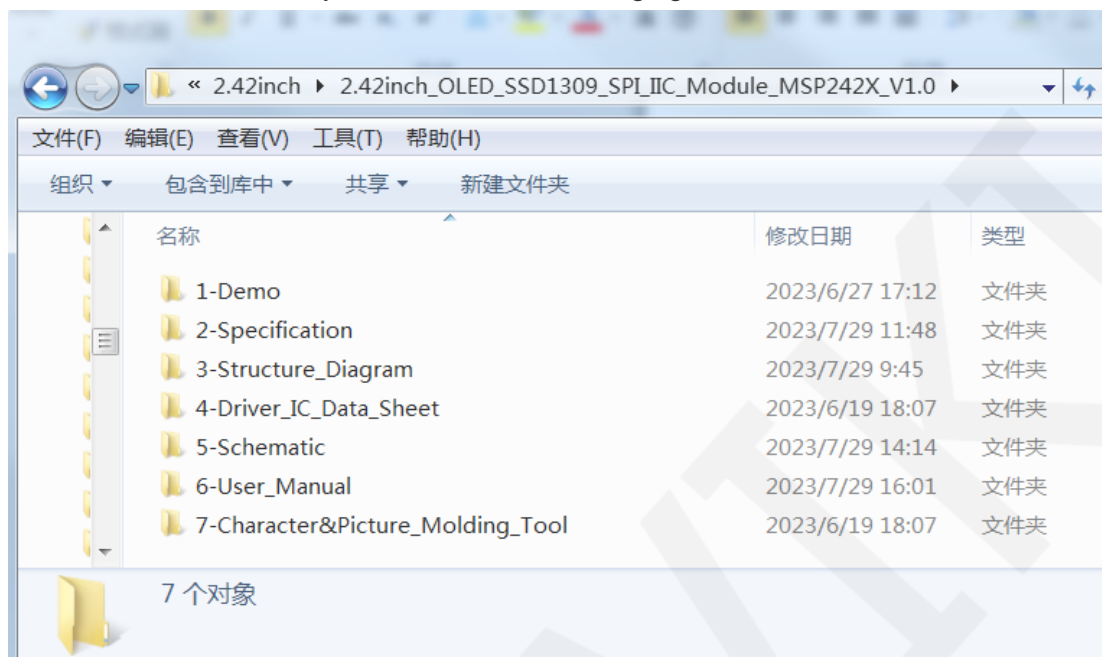 « 2.42inch ▸ 2.42inch_OLED_SSD1309_SPI_IIC_Module_MSP242X_V1.0 ▸
文件(F) 编辑(E) 查看(V) 工具(T) 帮助(H)
组织 包含到库中 共享 新建文件夹
名称 修改日期 类型
1-Demo 2023/6/27 17:12 文件夹
2-Specification 2023/7/29 11:48 文件夹
3-Structure_Diagram 2023/7/29 9:45 文件夹
4-Driver_IC_Data_Sheet 2023/6/19 18:07 文件夹
5-Schematic 2023/7/29 14:14 文件夹
6-User_Manual 2023/7/29 16:01 文件夹
7-Character&Picture_Molding_Tool 2023/6/19 18:07 文件夹
7 个对象